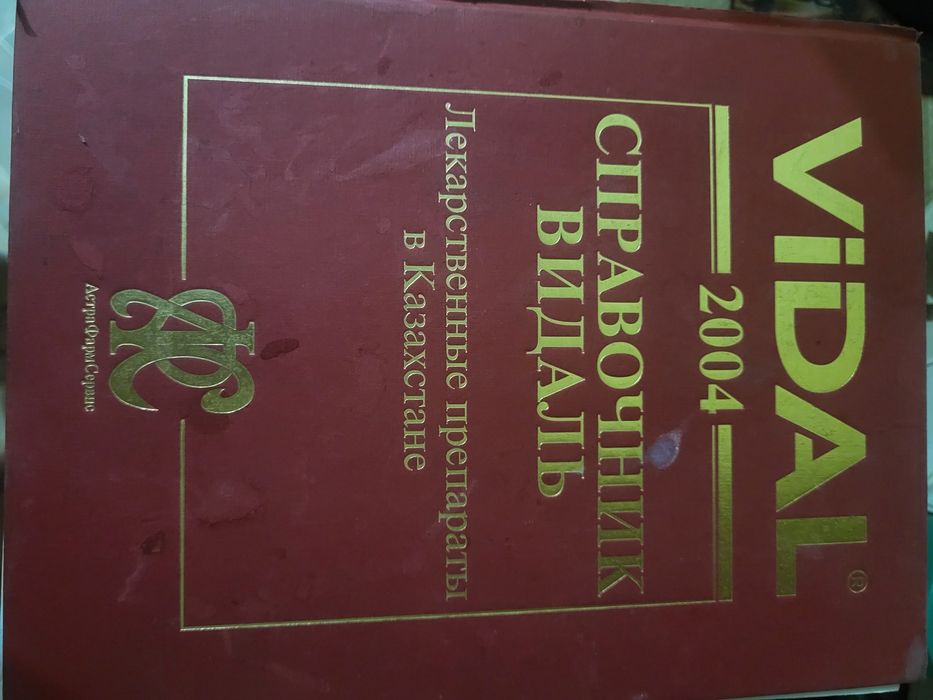 ViDAL®
2004
СПРАВОЧНИК
ВИДАЛЬ
Лекарственные препараты
в Казахстане
АстраФармСервис